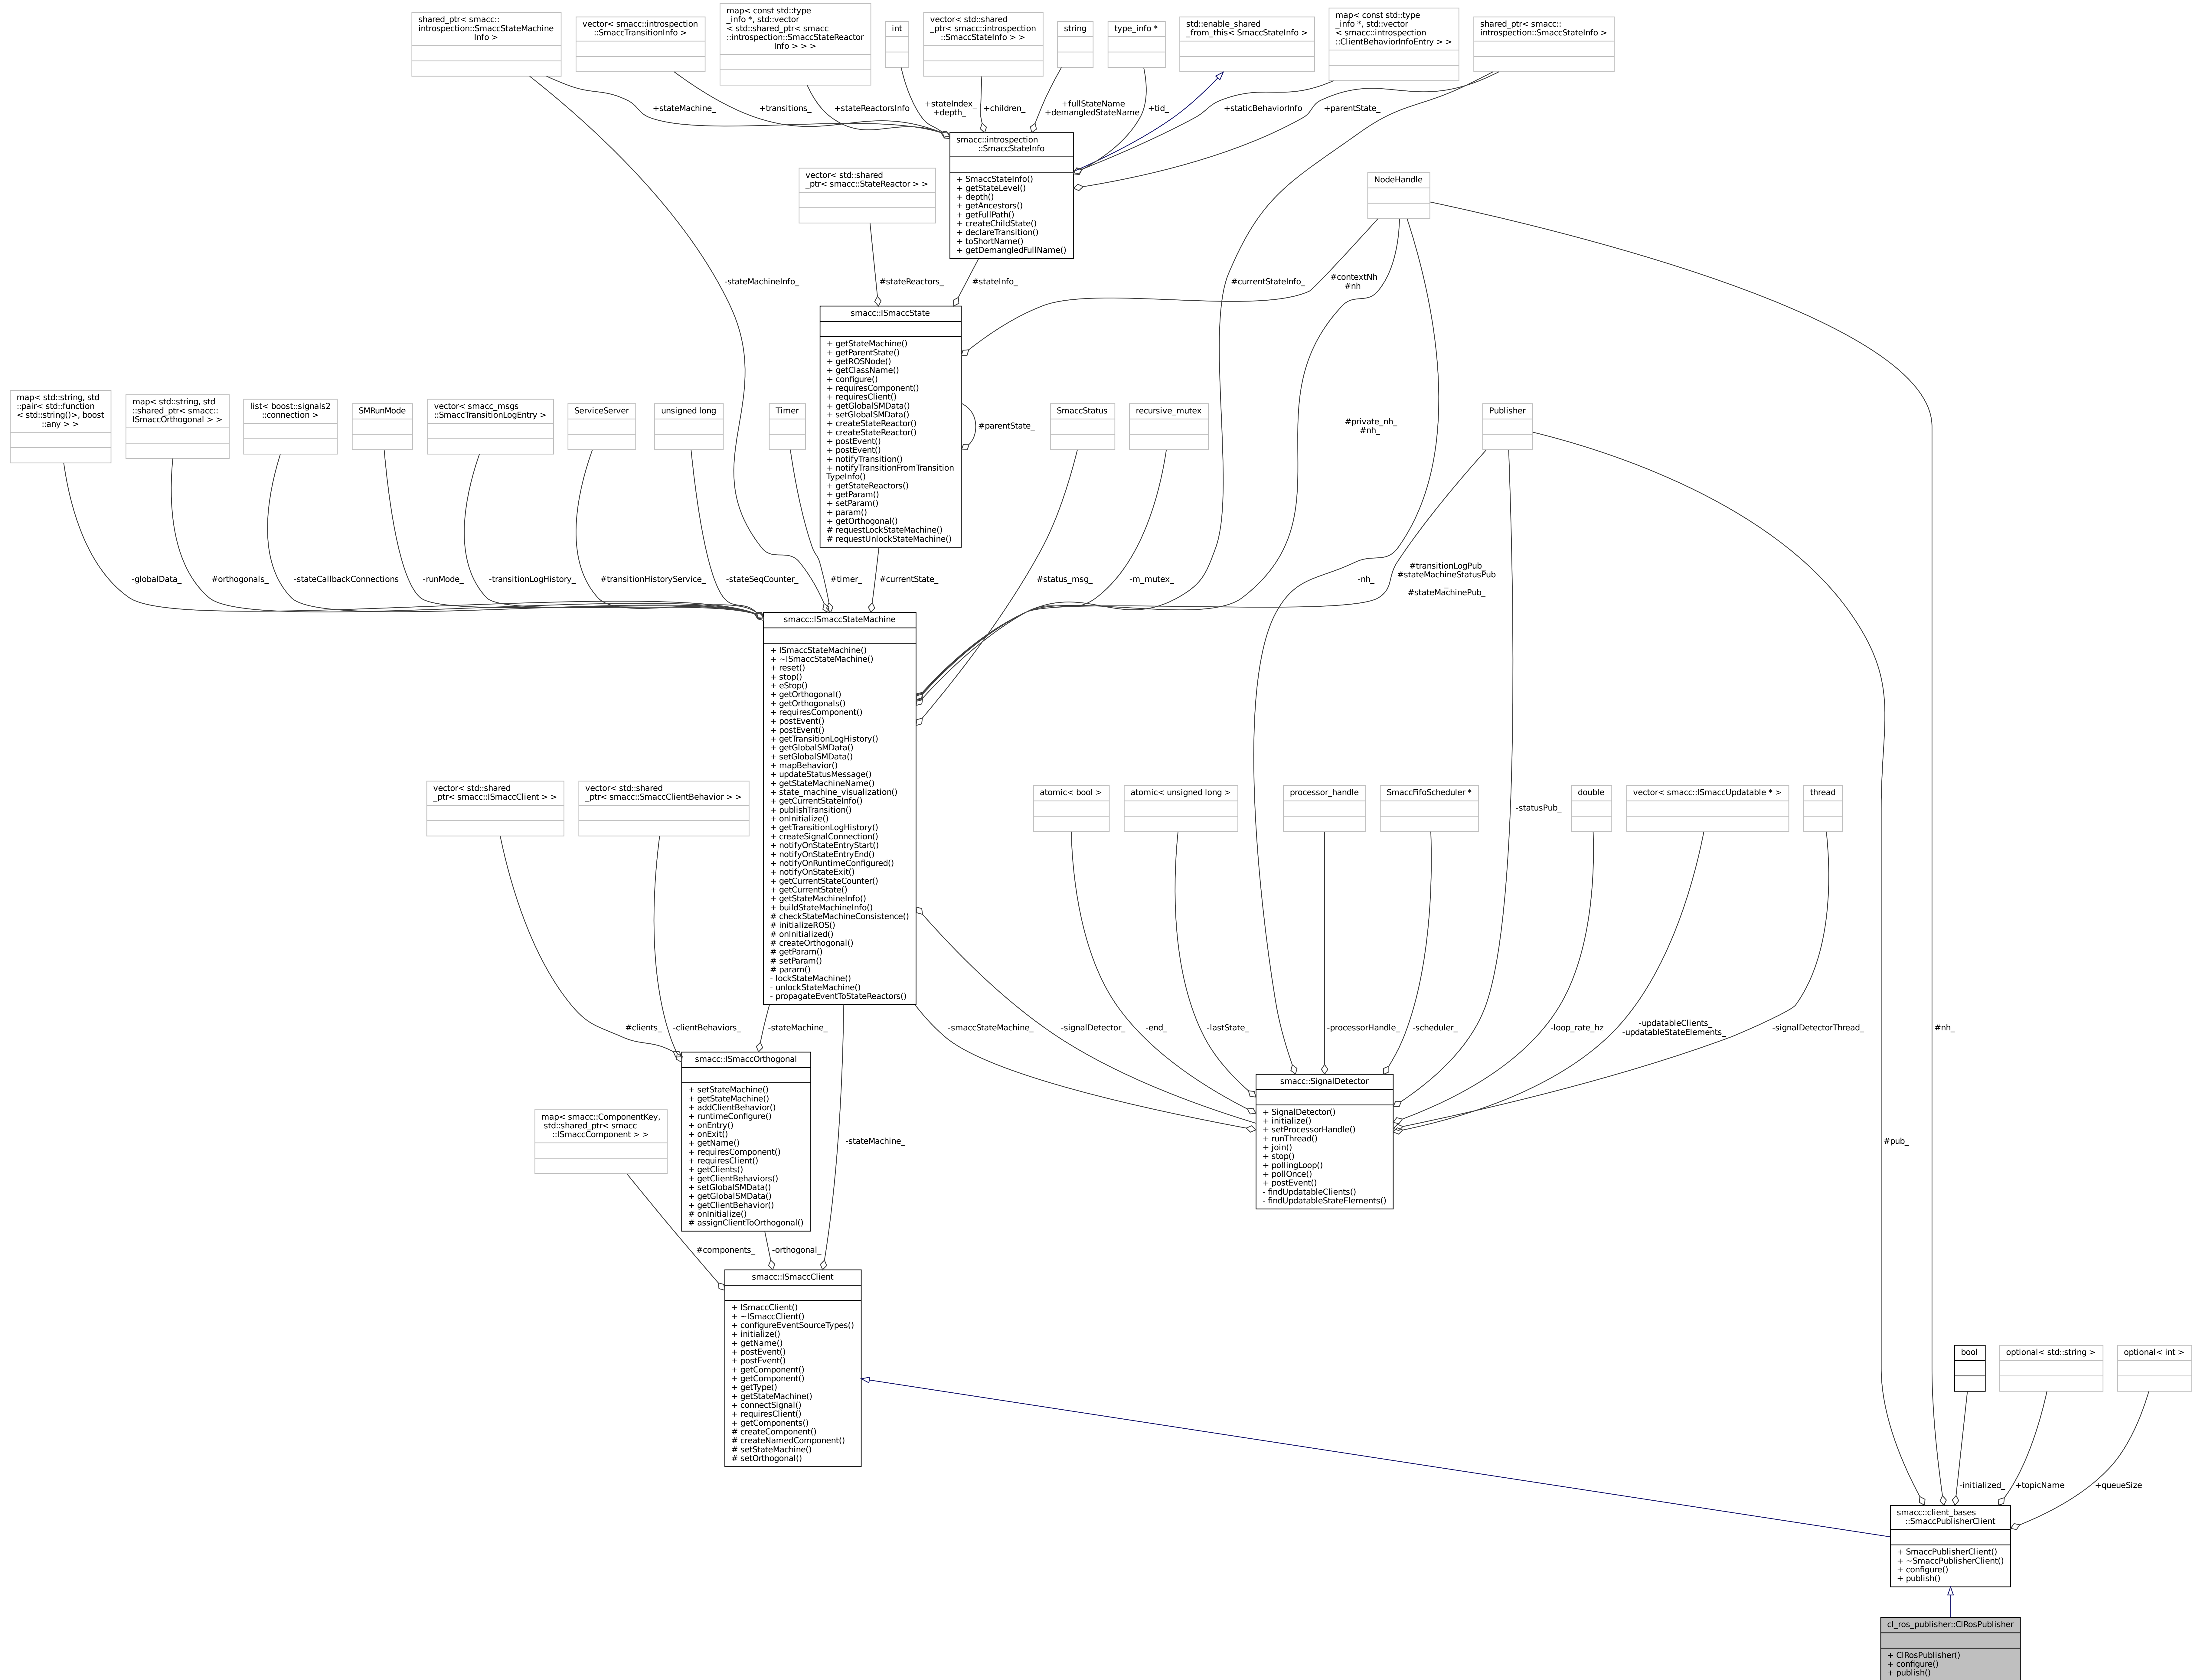 shared_ptr< smacc::
introspection::SmaccStateMachine
Info >
vector< smacc::introspection
::SmaccTransitionInfo >
map< const std::type
_info *, std::vector
< std::shared_ptr< smacc
::introspection::SmaccStateReactor
Info > > >
int
vector< std::shared
_ptr< smacc::introspection
::SmaccStateInfo > >
string
type_info *
std::enable_shared
_from_this< SmaccStateInfo >
map< const std::type
_info *, std::vector
< smacc::introspection
::ClientBehaviorInfoEntry > >
shared_ptr< smacc::
introspection::SmaccStateInfo >
+stateMachine_
+transitions_
+stateReactorsInfo
+stateIndex_
+depth_
+children_
+fullStateName
+demangledStateName
+tid_
+staticBehaviorInfo
+parentState_
smacc::introspection
::SmaccStateInfo
+ SmaccStateInfo()
+ getStateLevel()
+ depth()
+ getAncestors()
+ getFullPath()
+ createChildState()
+ declareTransition()
+ toShortName()
+ getDemangledFullName()
vector< std::shared
_ptr< smacc::StateReactor > >
NodeHandle
-stateMachineInfo_
#stateReactors_
#stateInfo_
#currentStateInfo_
#contextNh
#nh
smacc::ISmaccState
+ getStateMachine()
+ getParentState()
+ getROSNode()
+ getClassName()
+ configure()
+ requiresComponent()
+ requiresClient()
+ getGlobalSMData()
+ setGlobalSMData()
+ createStateReactor()
+ createStateReactor()
+ postEvent()
+ postEvent()
+ notifyTransition()
+ notifyTransitionFromTransition
TypeInfo()
+ getStateReactors()
+ getParam()
+ setParam()
+ param()
+ getOrthogonal()
# requestLockStateMachine()
# requestUnlockStateMachine()
#parentState_
map< std::string, std
::pair< std::function
< std::string()>, boost
::any > >
map< std::string, std
::shared_ptr< smacc::
ISmaccOrthogonal > >
list< boost::signals2
::connection >
SMRunMode
vector< smacc_msgs
::SmaccTransitionLogEntry >
ServiceServer
unsigned long
Timer
SmaccStatus
recursive_mutex
Publisher
#private_nh_
#nh_
-globalData_
#orthogonals_
-stateCallbackConnections
-runMode_
-transitionLogHistory_
#transitionHistoryService_
-stateSeqCounter_
#timer_
#currentState_
#status_msg_
-m_mutex_
-nh_
#transitionLogPub_
#stateMachineStatusPub
_
#stateMachinePub_
smacc::ISmaccStateMachine
+ ISmaccStateMachine()
+ ~ISmaccStateMachine()
+ reset()
+ stop()
+ eStop()
+ getOrthogonal()
+ getOrthogonals()
+ requiresComponent()
+ postEvent()
+ postEvent()
+ getTransitionLogHistory()
+ getGlobalSMData()
+ setGlobalSMData()
+ mapBehavior()
+ updateStatusMessage()
+ getStateMachineName()
+ state_machine_visualization()
+ getCurrentStateInfo()
+ publishTransition()
+ onInitialize()
+ getTransitionLogHistory()
+ createSignalConnection()
+ notifyOnStateEntryStart()
+ notifyOnStateEntryEnd()
+ notifyOnRuntimeConfigured()
+ notifyOnStateExit()
+ getCurrentStateCounter()
+ getCurrentState()
+ getStateMachineInfo()
+ buildStateMachineInfo()
# checkStateMachineConsistence()
# initializeROS()
# onInitialized()
# createOrthogonal()
# getParam()
# setParam()
# param()
- lockStateMachine()
- unlockStateMachine()
- propagateEventToStateReactors()
vector< std::shared
_ptr< smacc::ISmaccClient > >
vector< std::shared
_ptr< smacc::SmaccClientBehavior > >
atomic< bool >
atomic< unsigned long >
processor_handle
SmaccFifoScheduler *
double
vector< smacc::ISmaccUpdatable * >
thread
-statusPub_
#clients_
-clientBehaviors_
-stateMachine_
-smaccStateMachine_
-signalDetector_
-end_
-lastState_
-processorHandle_
-scheduler_
-loop_rate_hz
-updatableClients_
-updatableStateElements_
-signalDetectorThread_
#nh_
smacc::ISmaccOrthogonal
+ setStateMachine()
+ getStateMachine()
+ addClientBehavior()
+ runtimeConfigure()
+ onEntry()
+ onExit()
+ getName()
+ requiresComponent()
+ requiresClient()
+ getClients()
+ getClientBehaviors()
+ setGlobalSMData()
+ getGlobalSMData()
+ getClientBehavior()
# onInitialize()
# assignClientToOrthogonal()
smacc::SignalDetector
+ SignalDetector()
+ initialize()
+ setProcessorHandle()
+ runThread()
+ join()
+ stop()
+ pollingLoop()
+ pollOnce()
+ postEvent()
- findUpdatableClients()
- findUpdatableStateElements()
map< smacc::ComponentKey,
std::shared_ptr< smacc
::ISmaccComponent > >
-stateMachine_
#pub_
#components_
-orthogonal_
smacc::ISmaccClient
+ ISmaccClient()
+ ~ISmaccClient()
+ configureEventSourceTypes()
+ initialize()
+ getName()
+ postEvent()
+ postEvent()
+ getComponent()
+ getComponent()
+ getType()
+ getStateMachine()
+ connectSignal()
+ requiresClient()
+ getComponents()
# createComponent()
# createNamedComponent()
# setStateMachine()
# setOrthogonal()
bool
optional< std::string >
optional< int >
-initialized_
+topicName
+queueSize
smacc::client_bases
::SmaccPublisherClient
+ SmaccPublisherClient()
+ ~SmaccPublisherClient()
+ configure()
+ publish()
cl_ros_publisher::ClRosPublisher
+ ClRosPublisher()
+ configure()
+ publish()